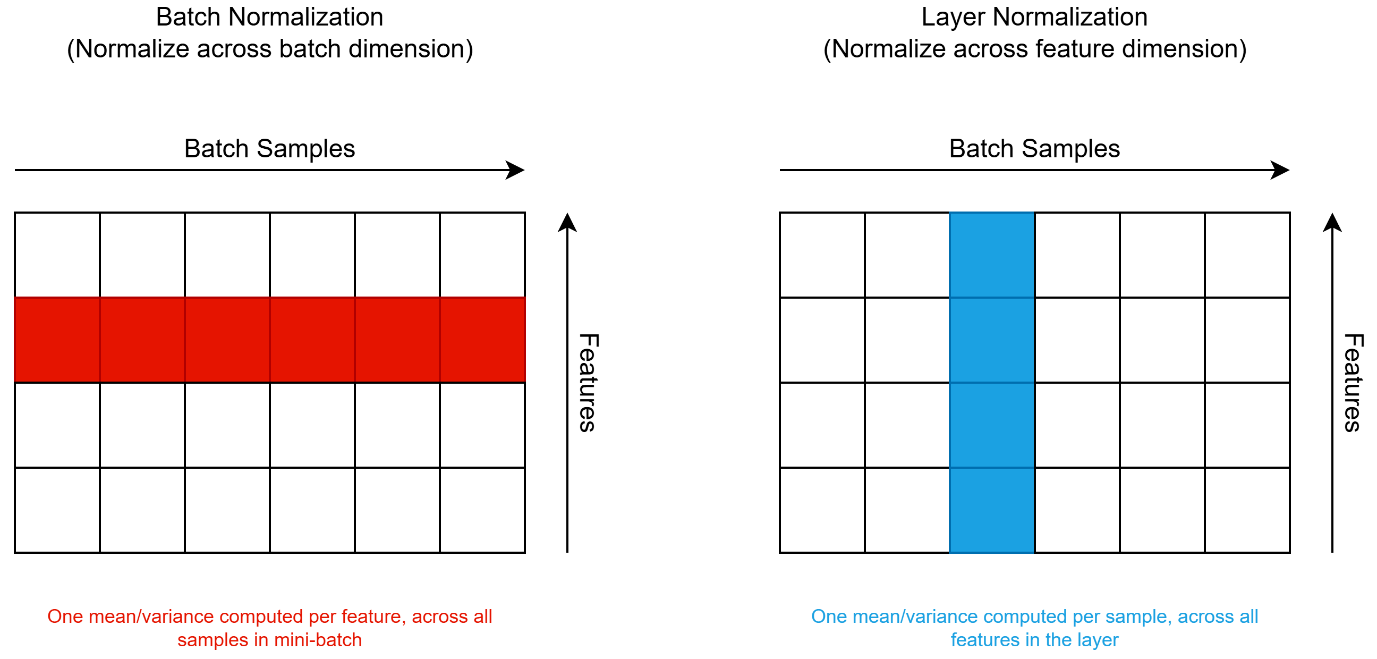 Batch Normalization
(Normalize across batch dimension)
Batch Samples
Features
One mean/variance computed per feature, across all
samples in mini-batch
Layer Normalization
(Normalize across feature dimension)
Batch Samples
Features
One mean/variance computed per sample, across all
features in the layer